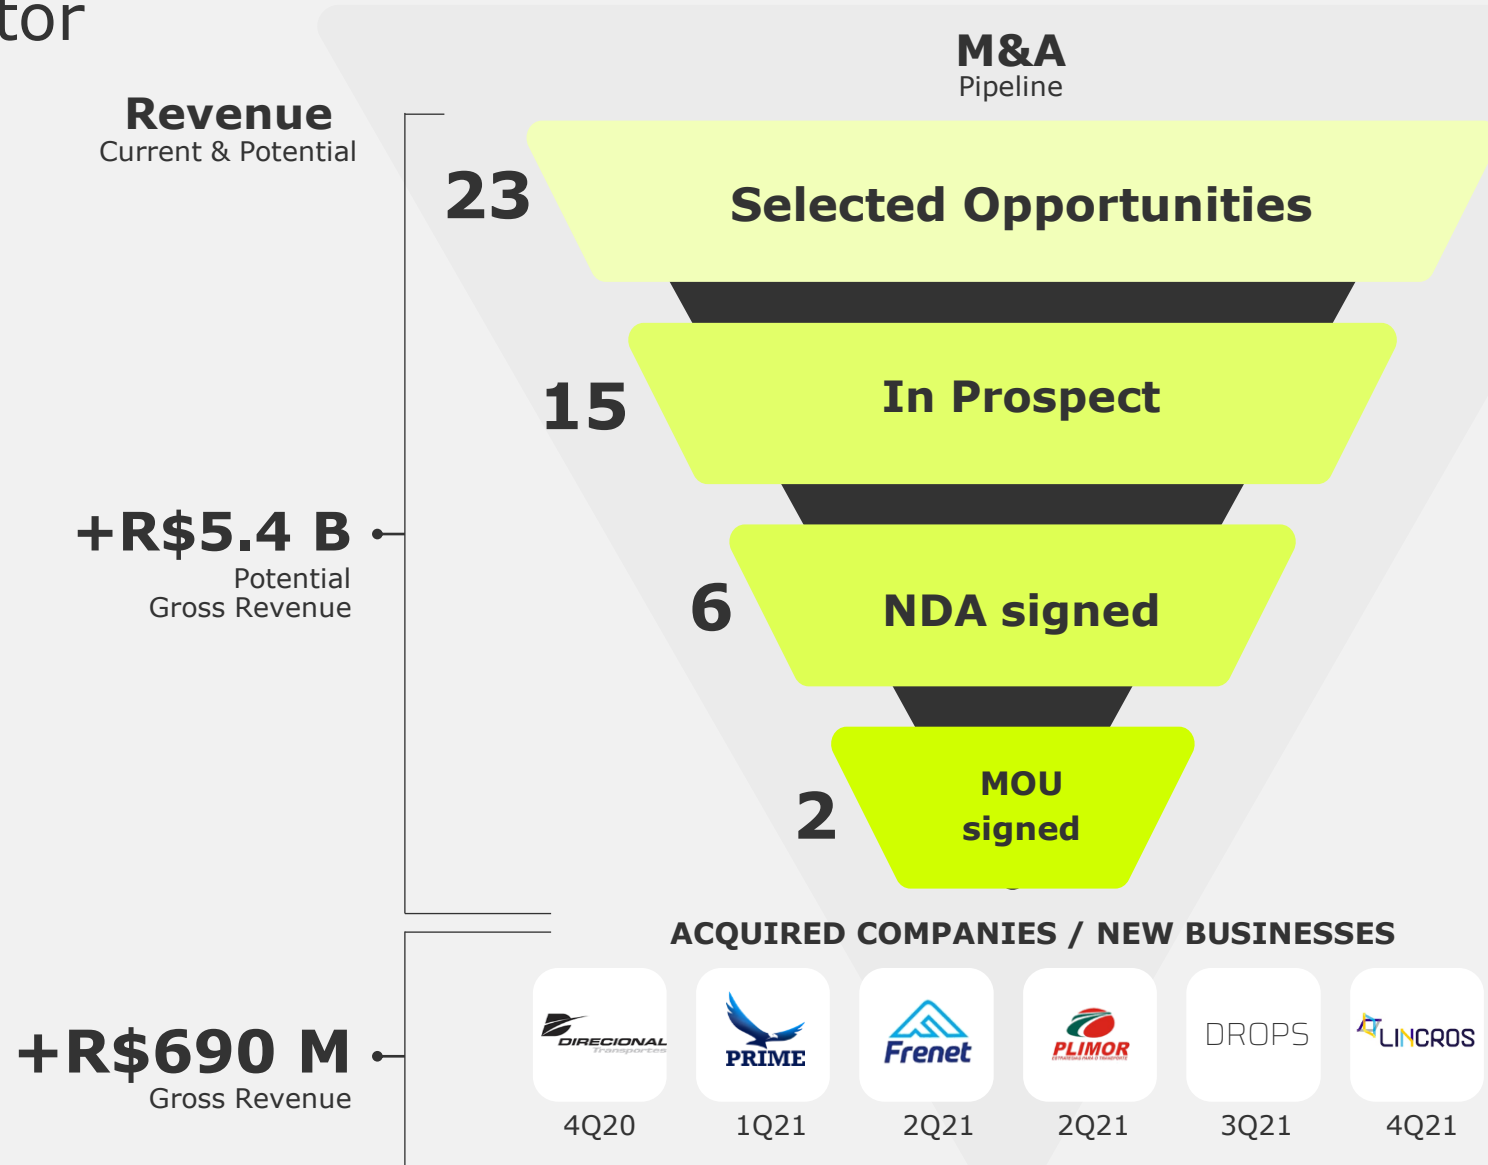 tor
M&A
Pipeline
Revenue
Current & Potential
23
Selected Opportunities
15
In Prospect
+R$5.4 B
Potential
Gross Revenue
6
NDA signed
2
MOU
signed
ACQUIRED COMPANIES / NEW BUSINESSES
DIRECIONAL
Transportes
PRIME
Frenet
PLIMOR
DROPS
LINCROS
+R$690 M
Gross Revenue
4Q20
1Q21
2Q21
2Q21
3Q21
4Q21